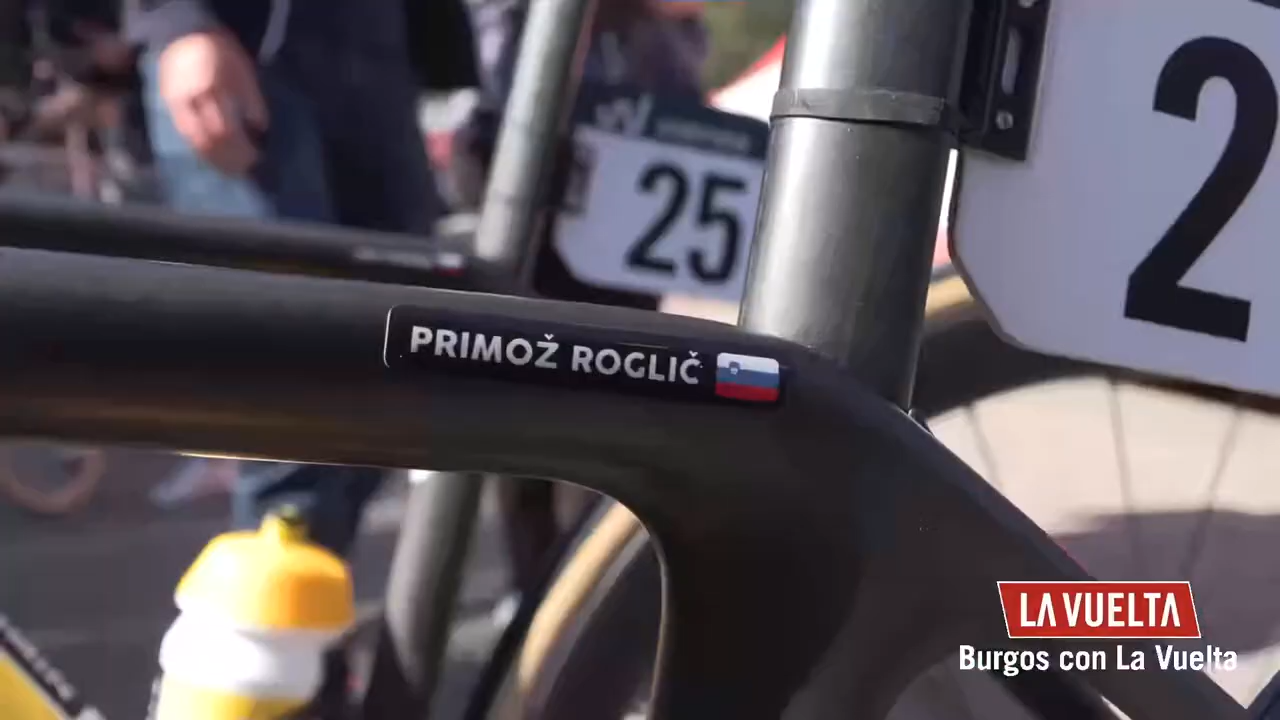 2
25
PRIMOŽ ROGLIČ
LA VUELTA
Burgos con La Vuelta